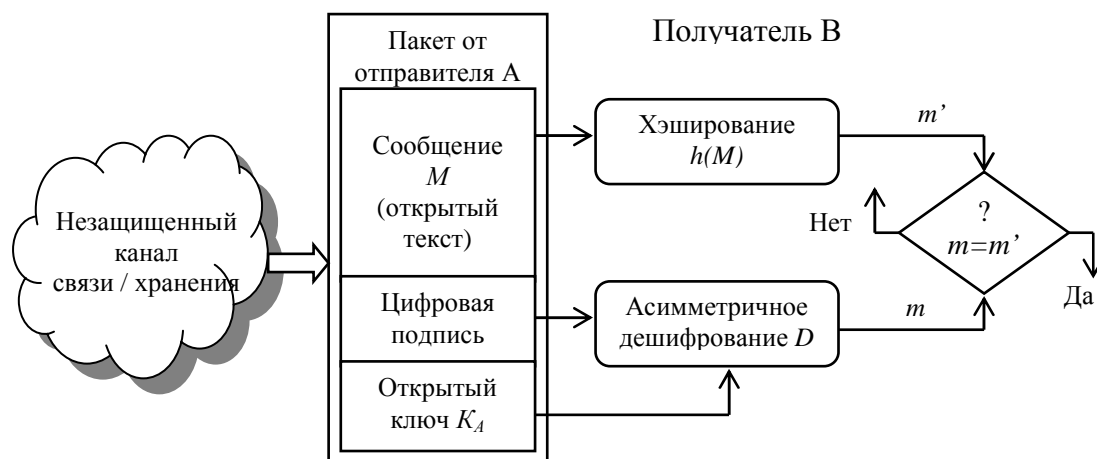 Получатель В
Пакет от
отправителя А
Сообщение
М
(открытый
текст)
Хэширование
h(M)
m’
Незащищенный
канал
связи / хранения
Нет
?
m=m’
Да
Цифровая
подпись
Асимметричное
дешифрование D
m
Открытый
ключ KA